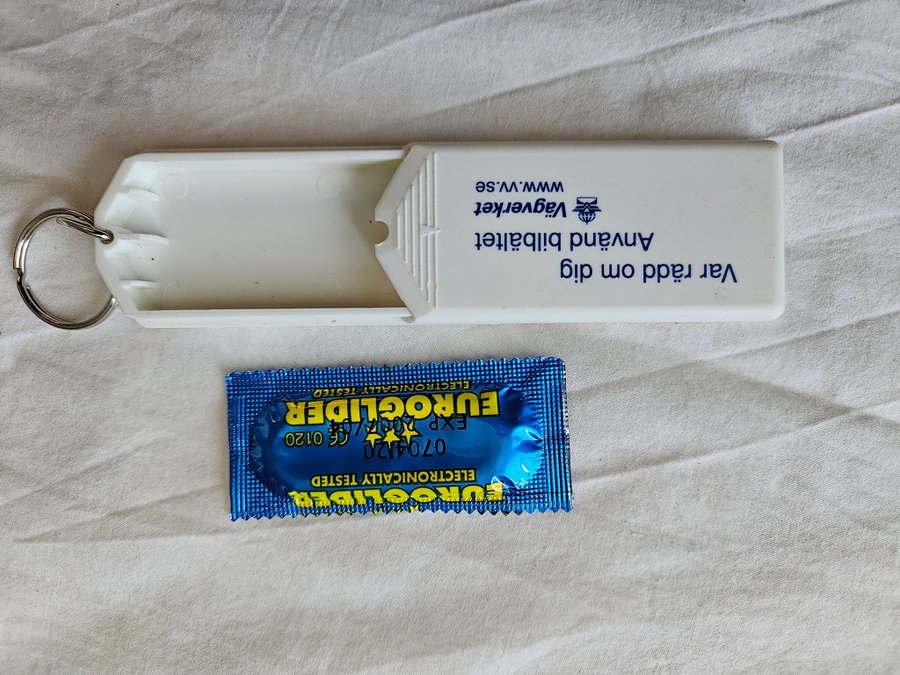 EUROGLIDER
ELECTRONICALLY TESTED
EXP
CE 0120
EUROGLIDER
ELECTRONICALLY TESTED
Var rädd om dig
Använd bilbältet
Vägverket
www.vv.se